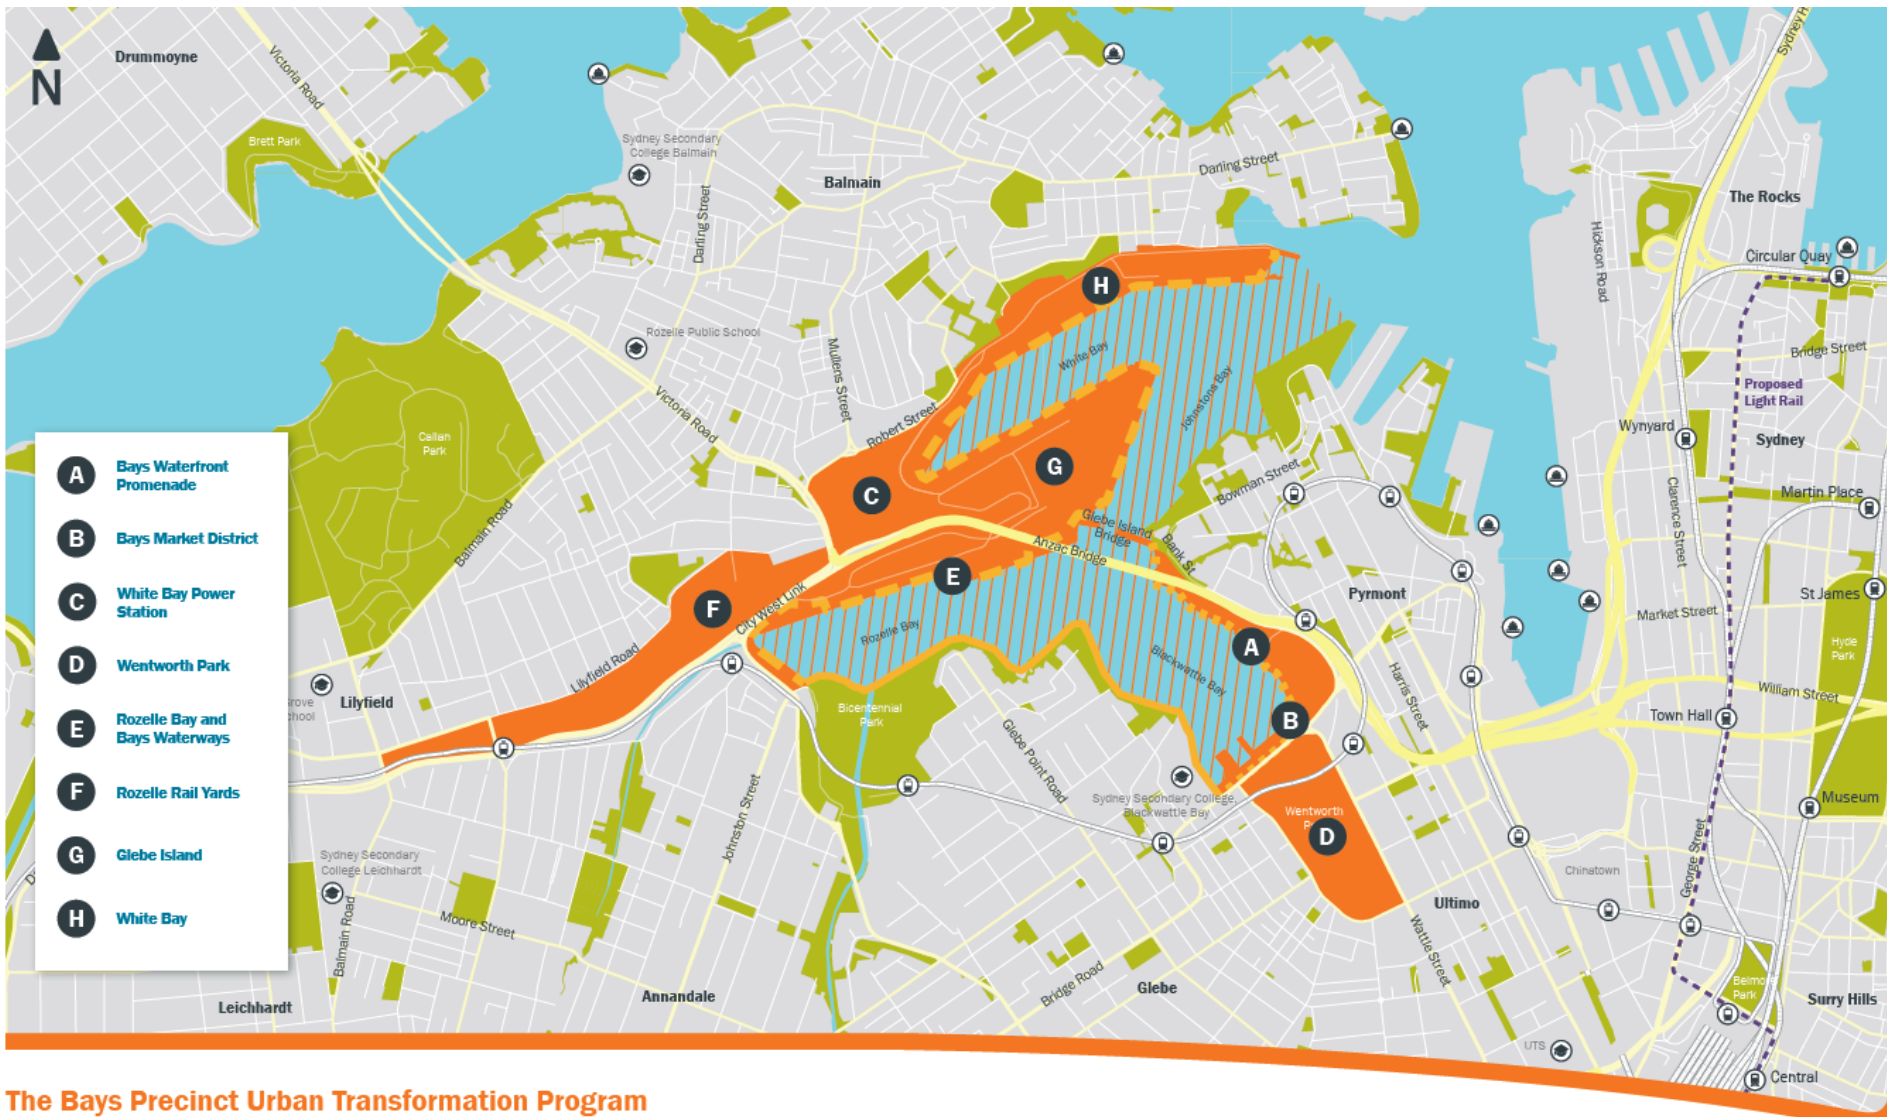 N
Drummoyne
Victoria Road
Brett Park
Sydney Secondary
College Balmain
Darling Street
Balmain
Darling Street
The Rocks
Hickson Road
Circular Quay
Bridge Street
Proposed
Light Rail
Wynyard
Sydney
Clarence Street
Martin Place
St James
Market Street
Hyde
Park
William Street
Town Hall
Museum
George Street
Chinatown
Belmore
Park
Surry Hills
UTS
Central
H
White Bay
Johnstons Bay
Rozelle Public School
Mullens Street
Victoria Road
Robert Street
G
C
Callan
Park
Balmain Road
Bowman Street
Glebe Island
Bridge
Anzac Bridge
Bank St
Pyrmont
Harris Street
E
F
City West Link
Rozelle Bay
Blackwattle Bay
A
B
Lilyfield Road
Lilyfield
Bicentennial
Park
Glebe Point Road
Johnston Street
Sydney Secondary College,
Blackwattle Bay
Wentworth
D
Ultimo
Wattle Street
Bridge Road
Glebe
Annandale
Moore Street
Sydney Secondary
College Leichhardt
Balmain Road
Leichhardt
A
Bays Waterfront
Promenade
B
Bays Market District
C
White Bay Power
Station
D
Wentworth Park
E
Rozelle Bay and
Bays Waterways
F
Rozelle Rail Yards
G
Glebe Island
H
White Bay
The Bays Precinct Urban Transformation Program